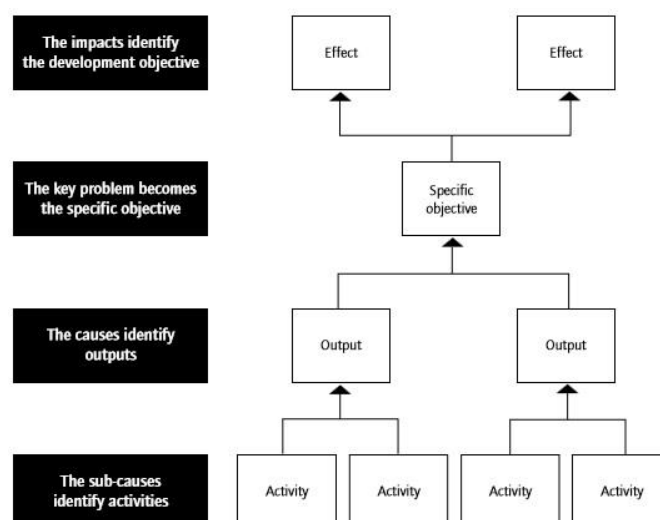 The impacts identify
the development objective
Effect
Effect
The key problem becomes
the specific objective
Specific
objective
The causes identify
outputs
Output
Output
The sub-causes
identify activities
Activity
Activity
Activity
Activity